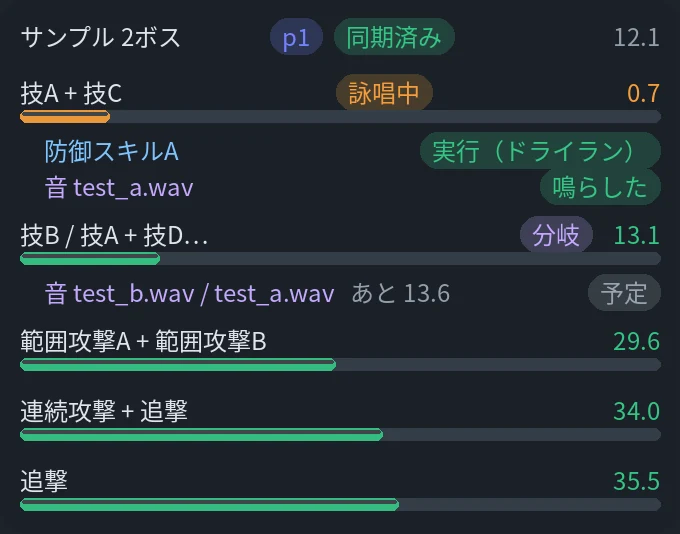 サンプル 2ボス p1 同期済み 12.1
技A + 技C 詠唱中 0.7
防御スキルA 実行（ドライラン）
音 test_a.wav 鳴らした
技B / 技A + 技D… 分岐 13.1
音 test_b.wav / test_a.wav あと 13.6 予定
範囲攻撃A + 範囲攻撃B 29.6
連続攻撃 + 追撃 34.0
追撃 35.5